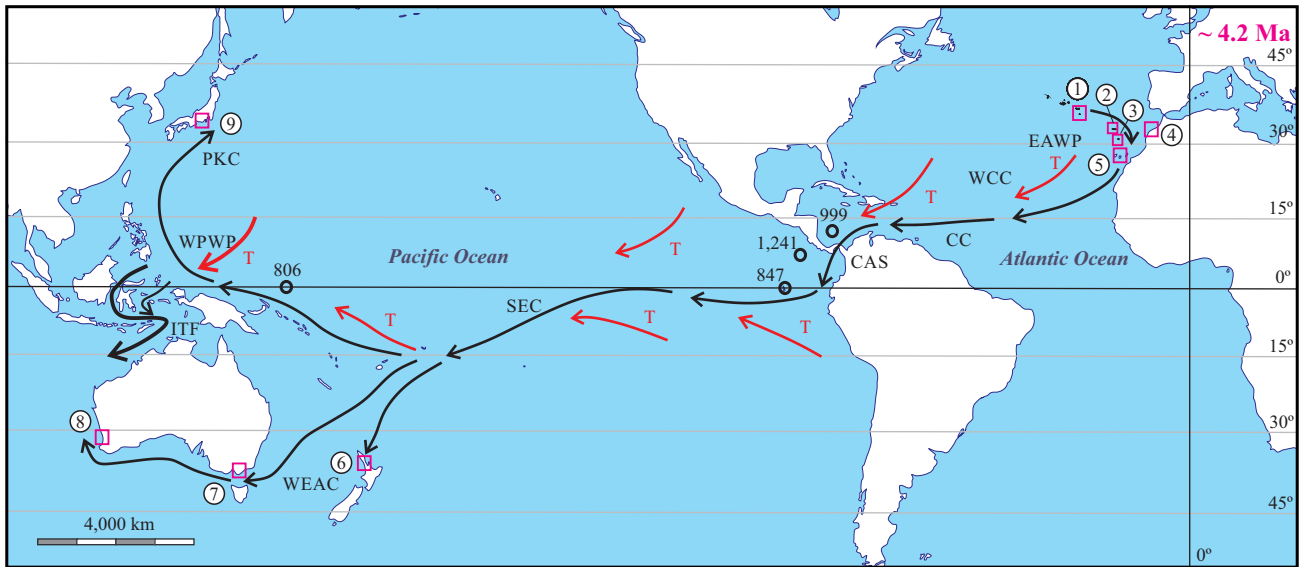 ~ 4.2 Ma
45º
1
2
3
9
4
30º
EAWP
PKC
5
T
WCC
T
15º
999
T
WPWP
1,241
CC
T
Pacific Ocean
CAS
Atlantic Ocean
806
847
0º
SEC
ITF
T
T
T
15º
8
30º
6
WEAC
7
45º
4,000 km
0º